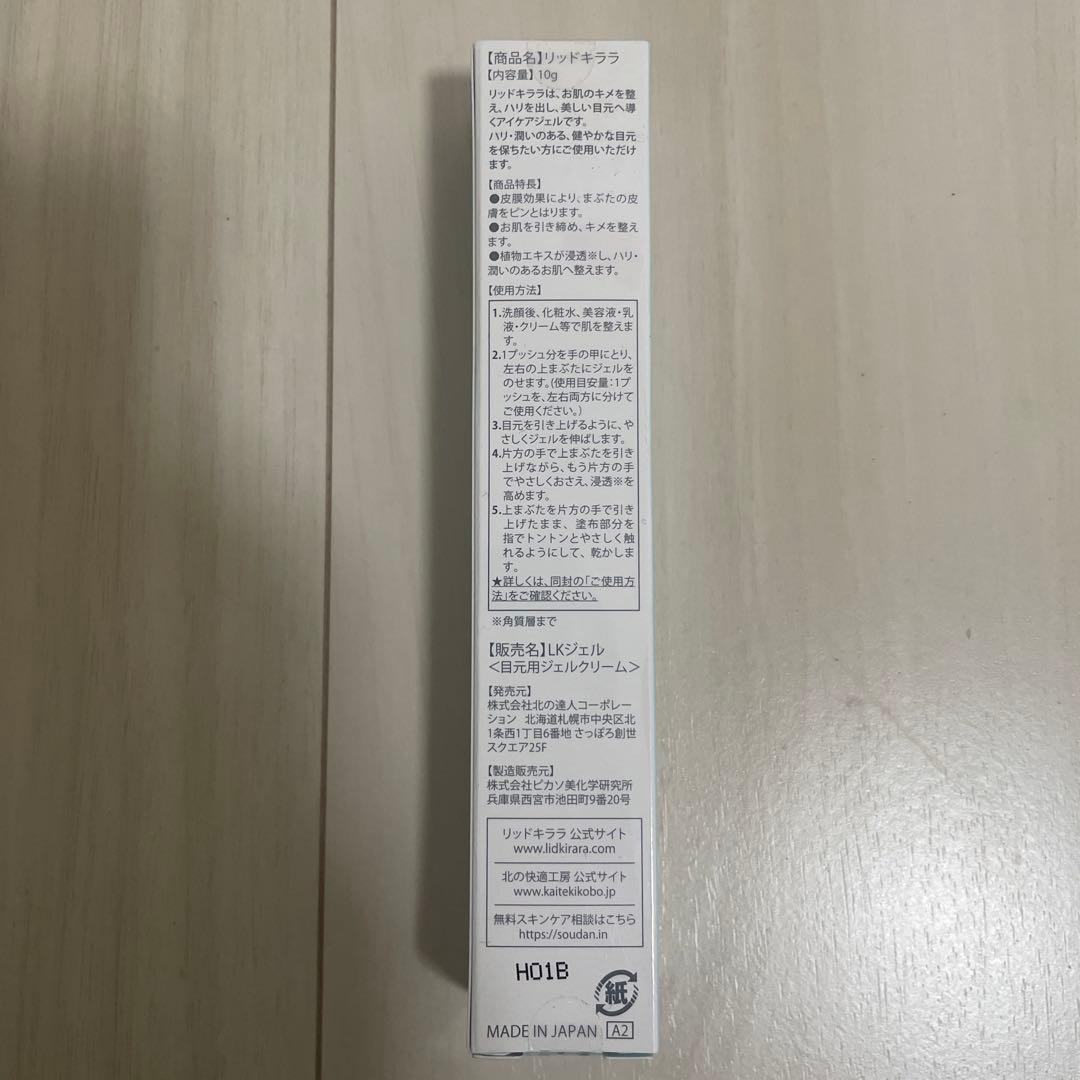 【商品名】リッドキララ
【内容量】10g
リッドキララは、お肌のキメを整
え、ハリを出し、美しい目元へ導
くアイケアジェルです。
ハリ・潤いのある、健やかな目元
を保ちたい方にご使用いただけ
ます。
【商品特長】
●皮膜効果により、まぶたの皮
膚をピンとはります。
●お肌を引き締め、キメを整え
ます。
●植物エキスが浸透※し、ハリ・
潤いのあるお肌へ整えます。
【使用方法】
1.洗顔後、化粧水、美容液・乳
液・クリーム等で肌を整えま
す。
2.1プッシュ分を手の甲にとり、
左右の上まぶたにジェルを
のせます。(使用目安量：1プ
ッシュを、左右両方に分けて
ご使用ください。)
3.目元を引き上げるように、や
さしくジェルを伸ばします。
4.片方の手で上まぶたを引き
上げながら、もう片方の手
でやさしくおさえ、浸透※を
高めます。
5.上まぶたを片方の手で引き
上げたまま、塗布部分を
指でトントンとやさしく触
れるようにして、乾かしま
す。
★詳しくは、同封の「ご使用方
法」をご確認ください。
※角質層まで
【販売名】LKジェル
＜目元用ジェルクリーム＞
【発売元】
株式会社北の達人コーポレー
ション 北海道札幌市中央区北
1条西1丁目6番地 さっぽろ創世
スクエア25F
【製造販売元】
株式会社ピカソ美化学研究所
兵庫県西宮市池田町9番20号
リッドキララ 公式サイト
www.lidkirara.com
北の快適工房 公式サイト
www.kaitekikobo.jp
無料スキンケア相談はこちら
https://soudan.in
H01B
紙
MADE IN JAPAN A2